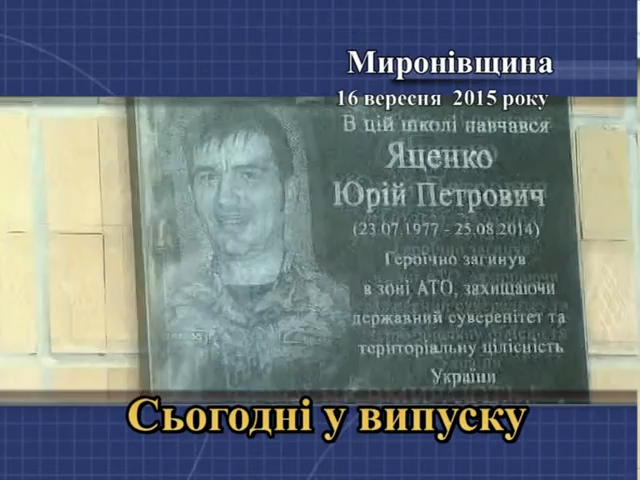 Миронівщина
16 вересня 2015 року
В цій школі навчався
Яценко
Юрій Петрович
(23.07.1977 - 25.08.2014)
Героїчно загинув
в зоні АТО, захищаючи
державний суверенітет та
територіальну цілісність
України
Сьогодні у випуску